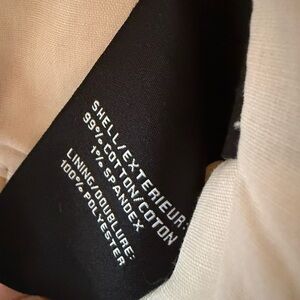 SHELL/EXTERIEUR:
99% COTTON/COTON
1% SPANDEX
LINING/DOUBLURE:
100% POLYESTER